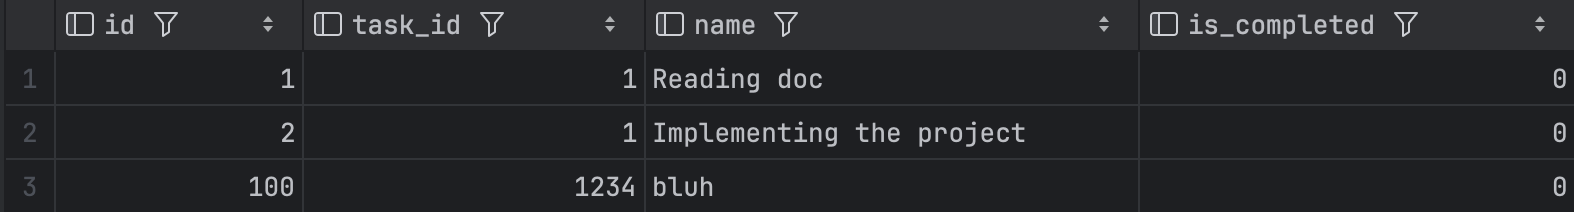 id task_id name is_completed
1 1 1 Reading doc 0
2 2 1 Implementing the project 0
3 100 1234 bluh 0